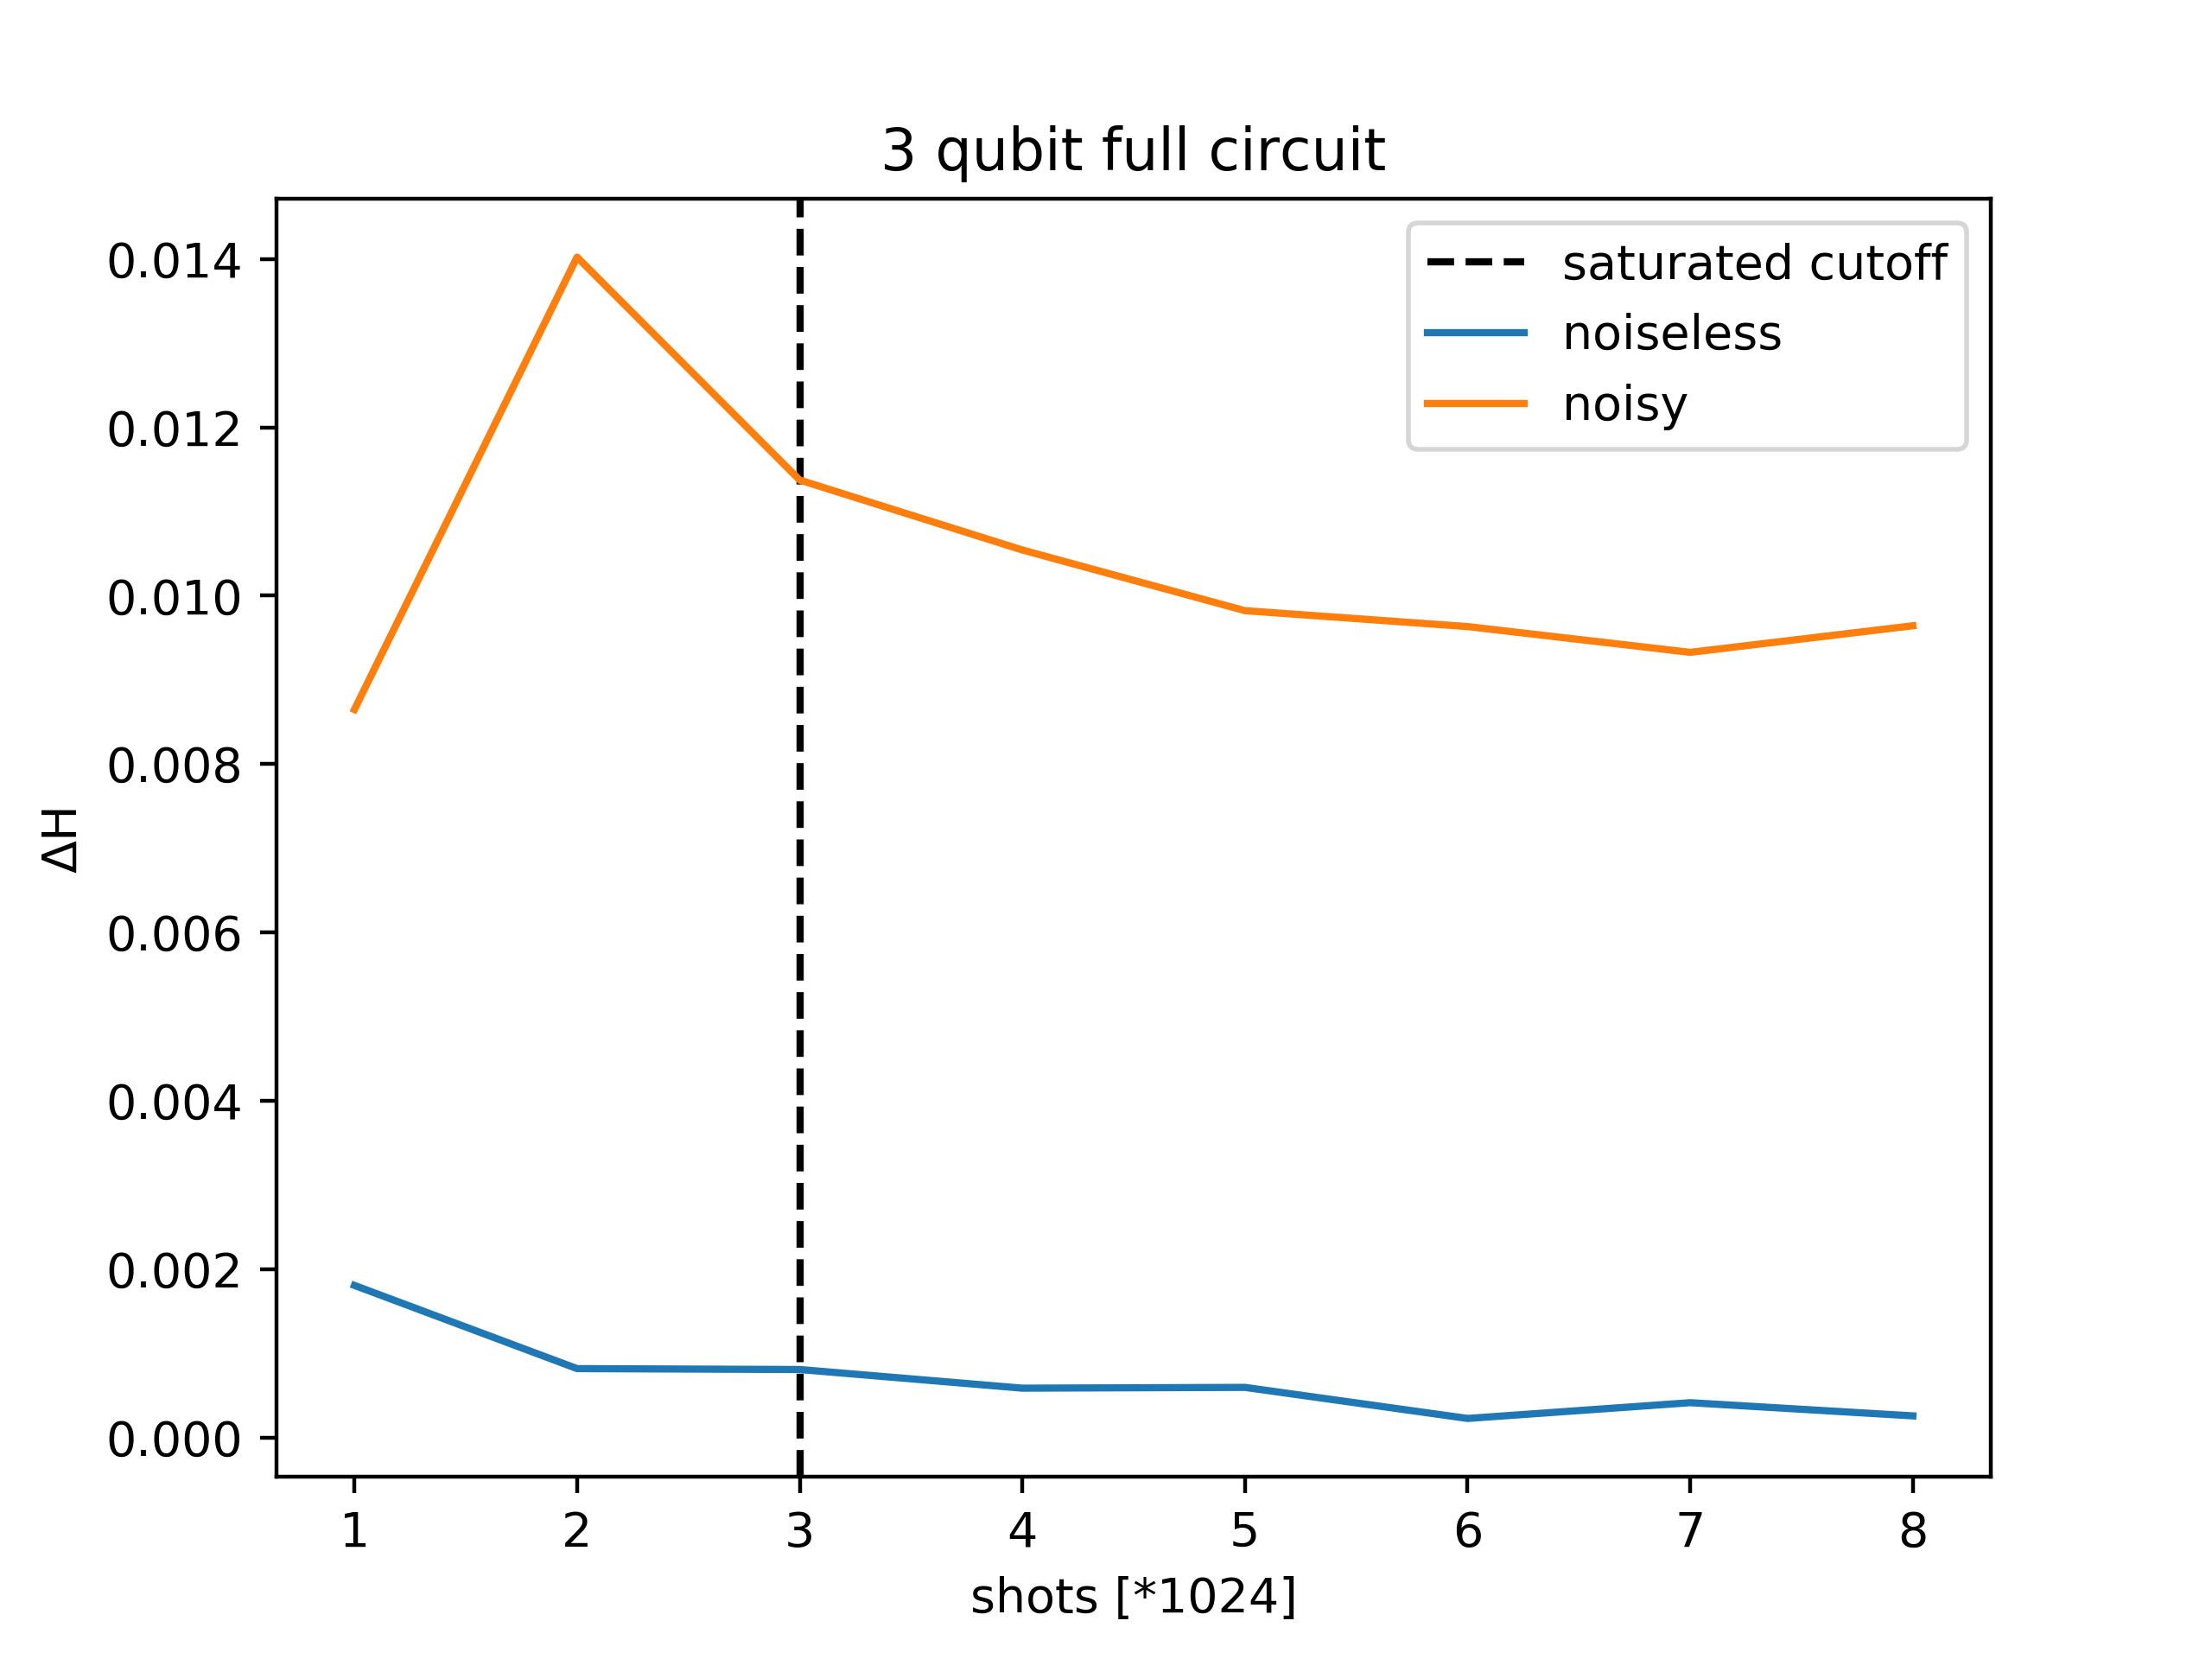 3 qubit full circuit
saturated cutoff
noiseless
noisy
0.014
0.012
0.010
0.008
0.006
0.004
0.002
0.000
ΔH
1 2 3 4 5 6 7 8
shots [*1024]